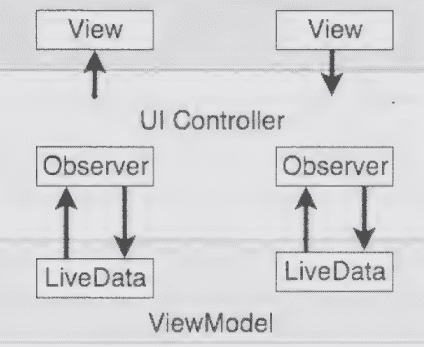 View View
UI Controller
Observer Observer
LiveData LiveData
ViewModel